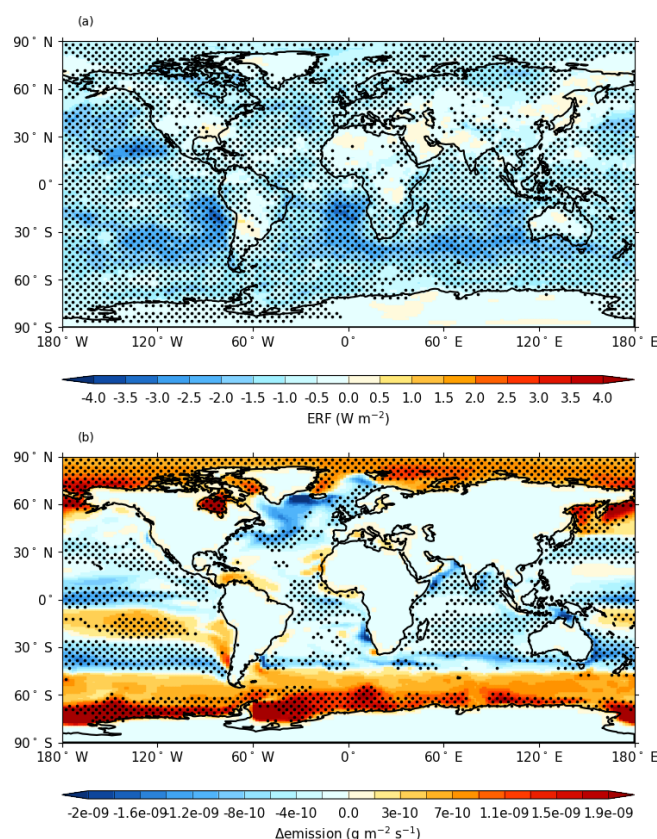 (a)
90° N
60° N
30° N
0°
30° S
60° S
90° S
180° W 120° W 60° W 0° 60° E 120° E 180° E
-4.0 -3.5 -3.0 -2.5 -2.0 -1.5 -1.0 -0.5 0.0 0.5 1.0 1.5 2.0 2.5 3.0 3.5 4.0
ERF (W m⁻²)
(b)
90° N
60° N
30° N
0°
30° S
60° S
90° S
180° W 120° W 60° W 0° 60° E 120° E 180° E
-2e-09 -1.6e-09 -1.2e-09 -8e-10 -4e-10 0.0 3e-10 7e-10 1.1e-09 1.5e-09 1.9e-09
Δemission (g m⁻² s⁻¹)